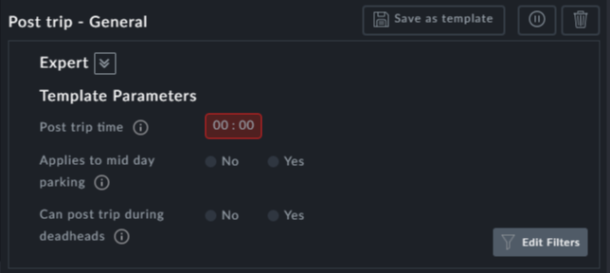 Post trip - General
Save as template
Expert
Template Parameters
Post trip time
00 : 00
Applies to mid day
parking
No
Yes
Can post trip during
deadheads
No
Yes
Edit Filters